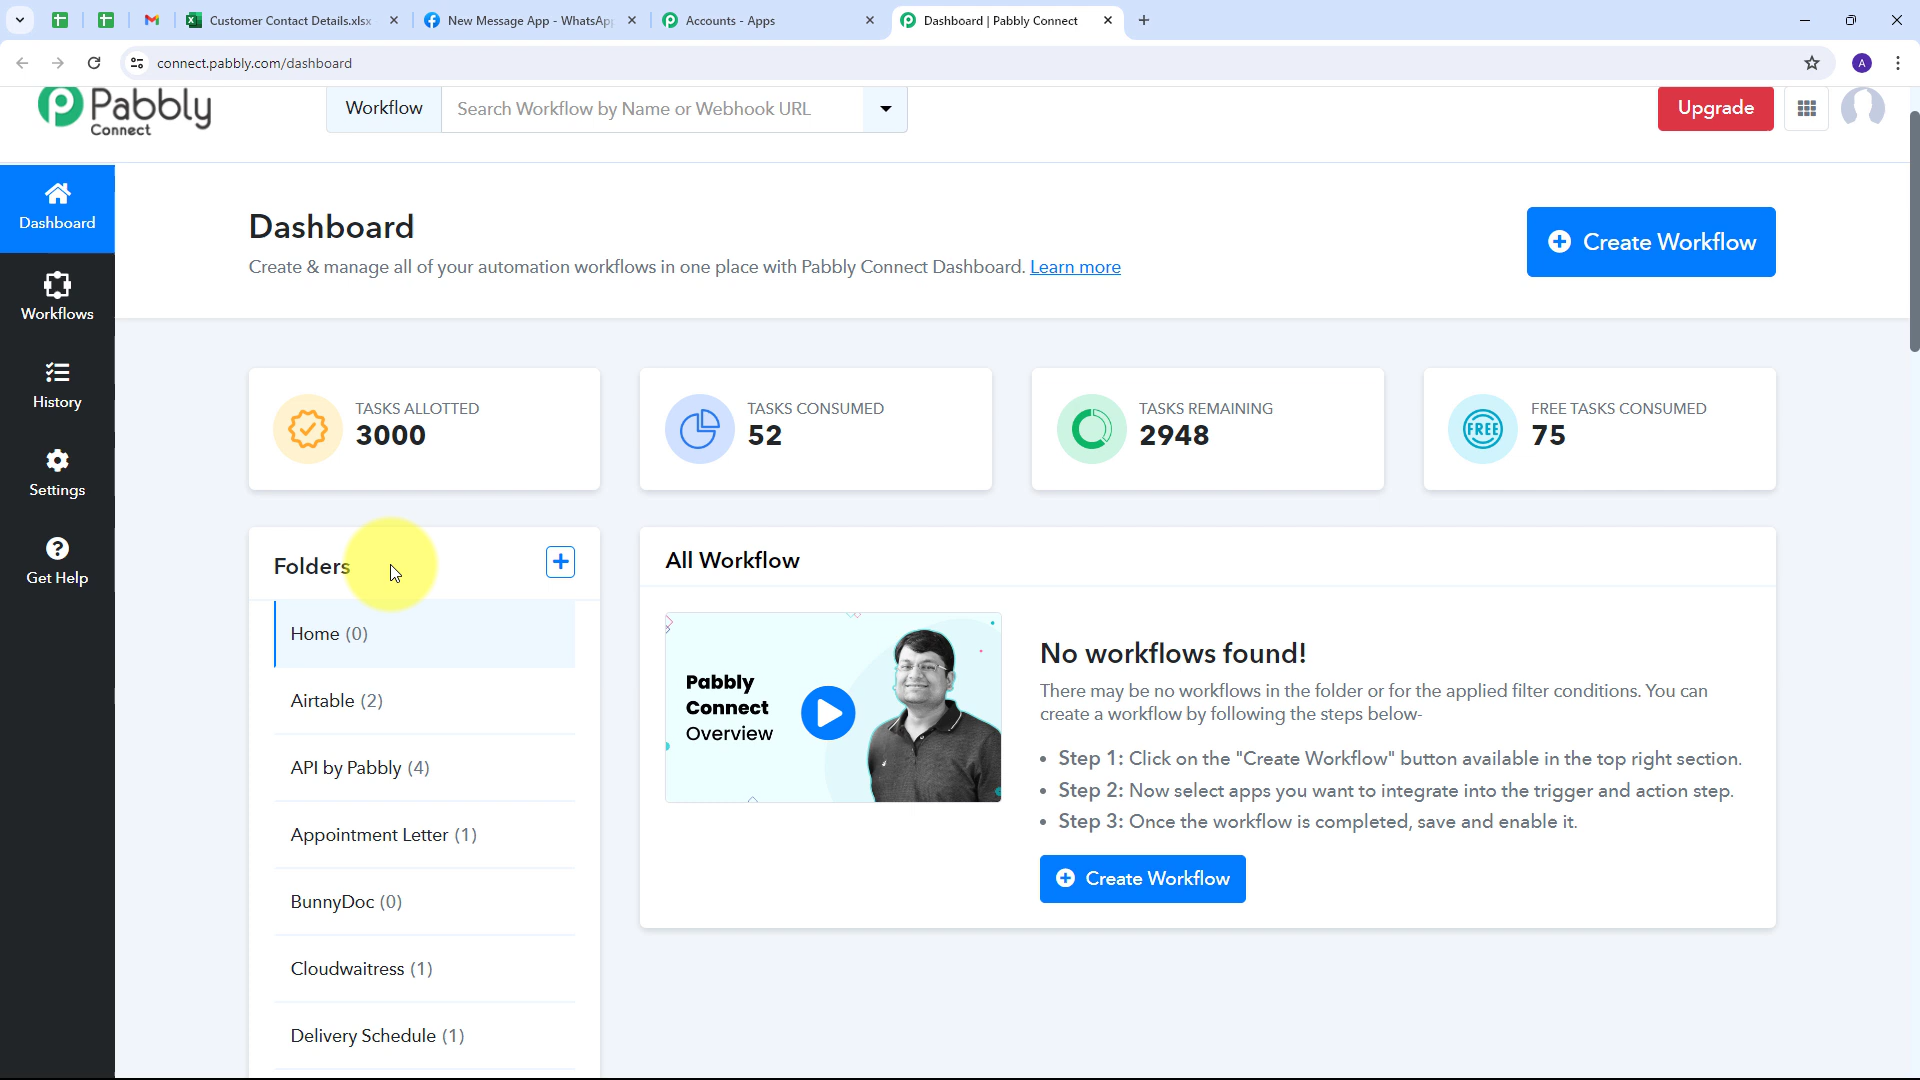 Customer Contact Details.xlsx
New Message App - WhatsAp
Accounts - Apps
Dashboard | Pabbly Connect
connect.pabbly.com/dashboard
A
Pabbly
Connect
Workflow
Search Workflow by Name or Webhook URL
Upgrade
Dashboard
Workflows
History
Settings
Get Help
Dashboard
Create & manage all of your automation workflows in one place with Pabbly Connect Dashboard. Learn more
Create Workflow
TASKS ALLOTTED
3000
TASKS CONSUMED
52
TASKS REMAINING
2948
FREE
FREE TASKS CONSUMED
75
Folders
Home (0)
Airtable (2)
API by Pabbly (4)
Appointment Letter (1)
BunnyDoc (0)
Cloudwaitress (1)
Delivery Schedule (1)
All Workflow
Pabbly
Connect
Overview
No workflows found!
There may be no workflows in the folder or for the applied filter conditions. You can
create a workflow by following the steps below-
• Step 1: Click on the "Create Workflow" button available in the top right section.
• Step 2: Now select apps you want to integrate into the trigger and action step.
• Step 3: Once the workflow is completed, save and enable it.
Create Workflow